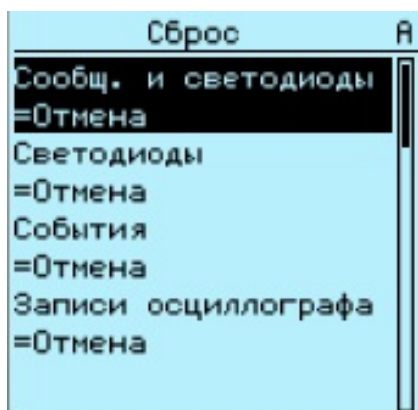 Сброс А
Сообщ. и светодиоды
=Отмена
Светодиоды
=Отмена
События
=Отмена
Записи осциллографа
=Отмена